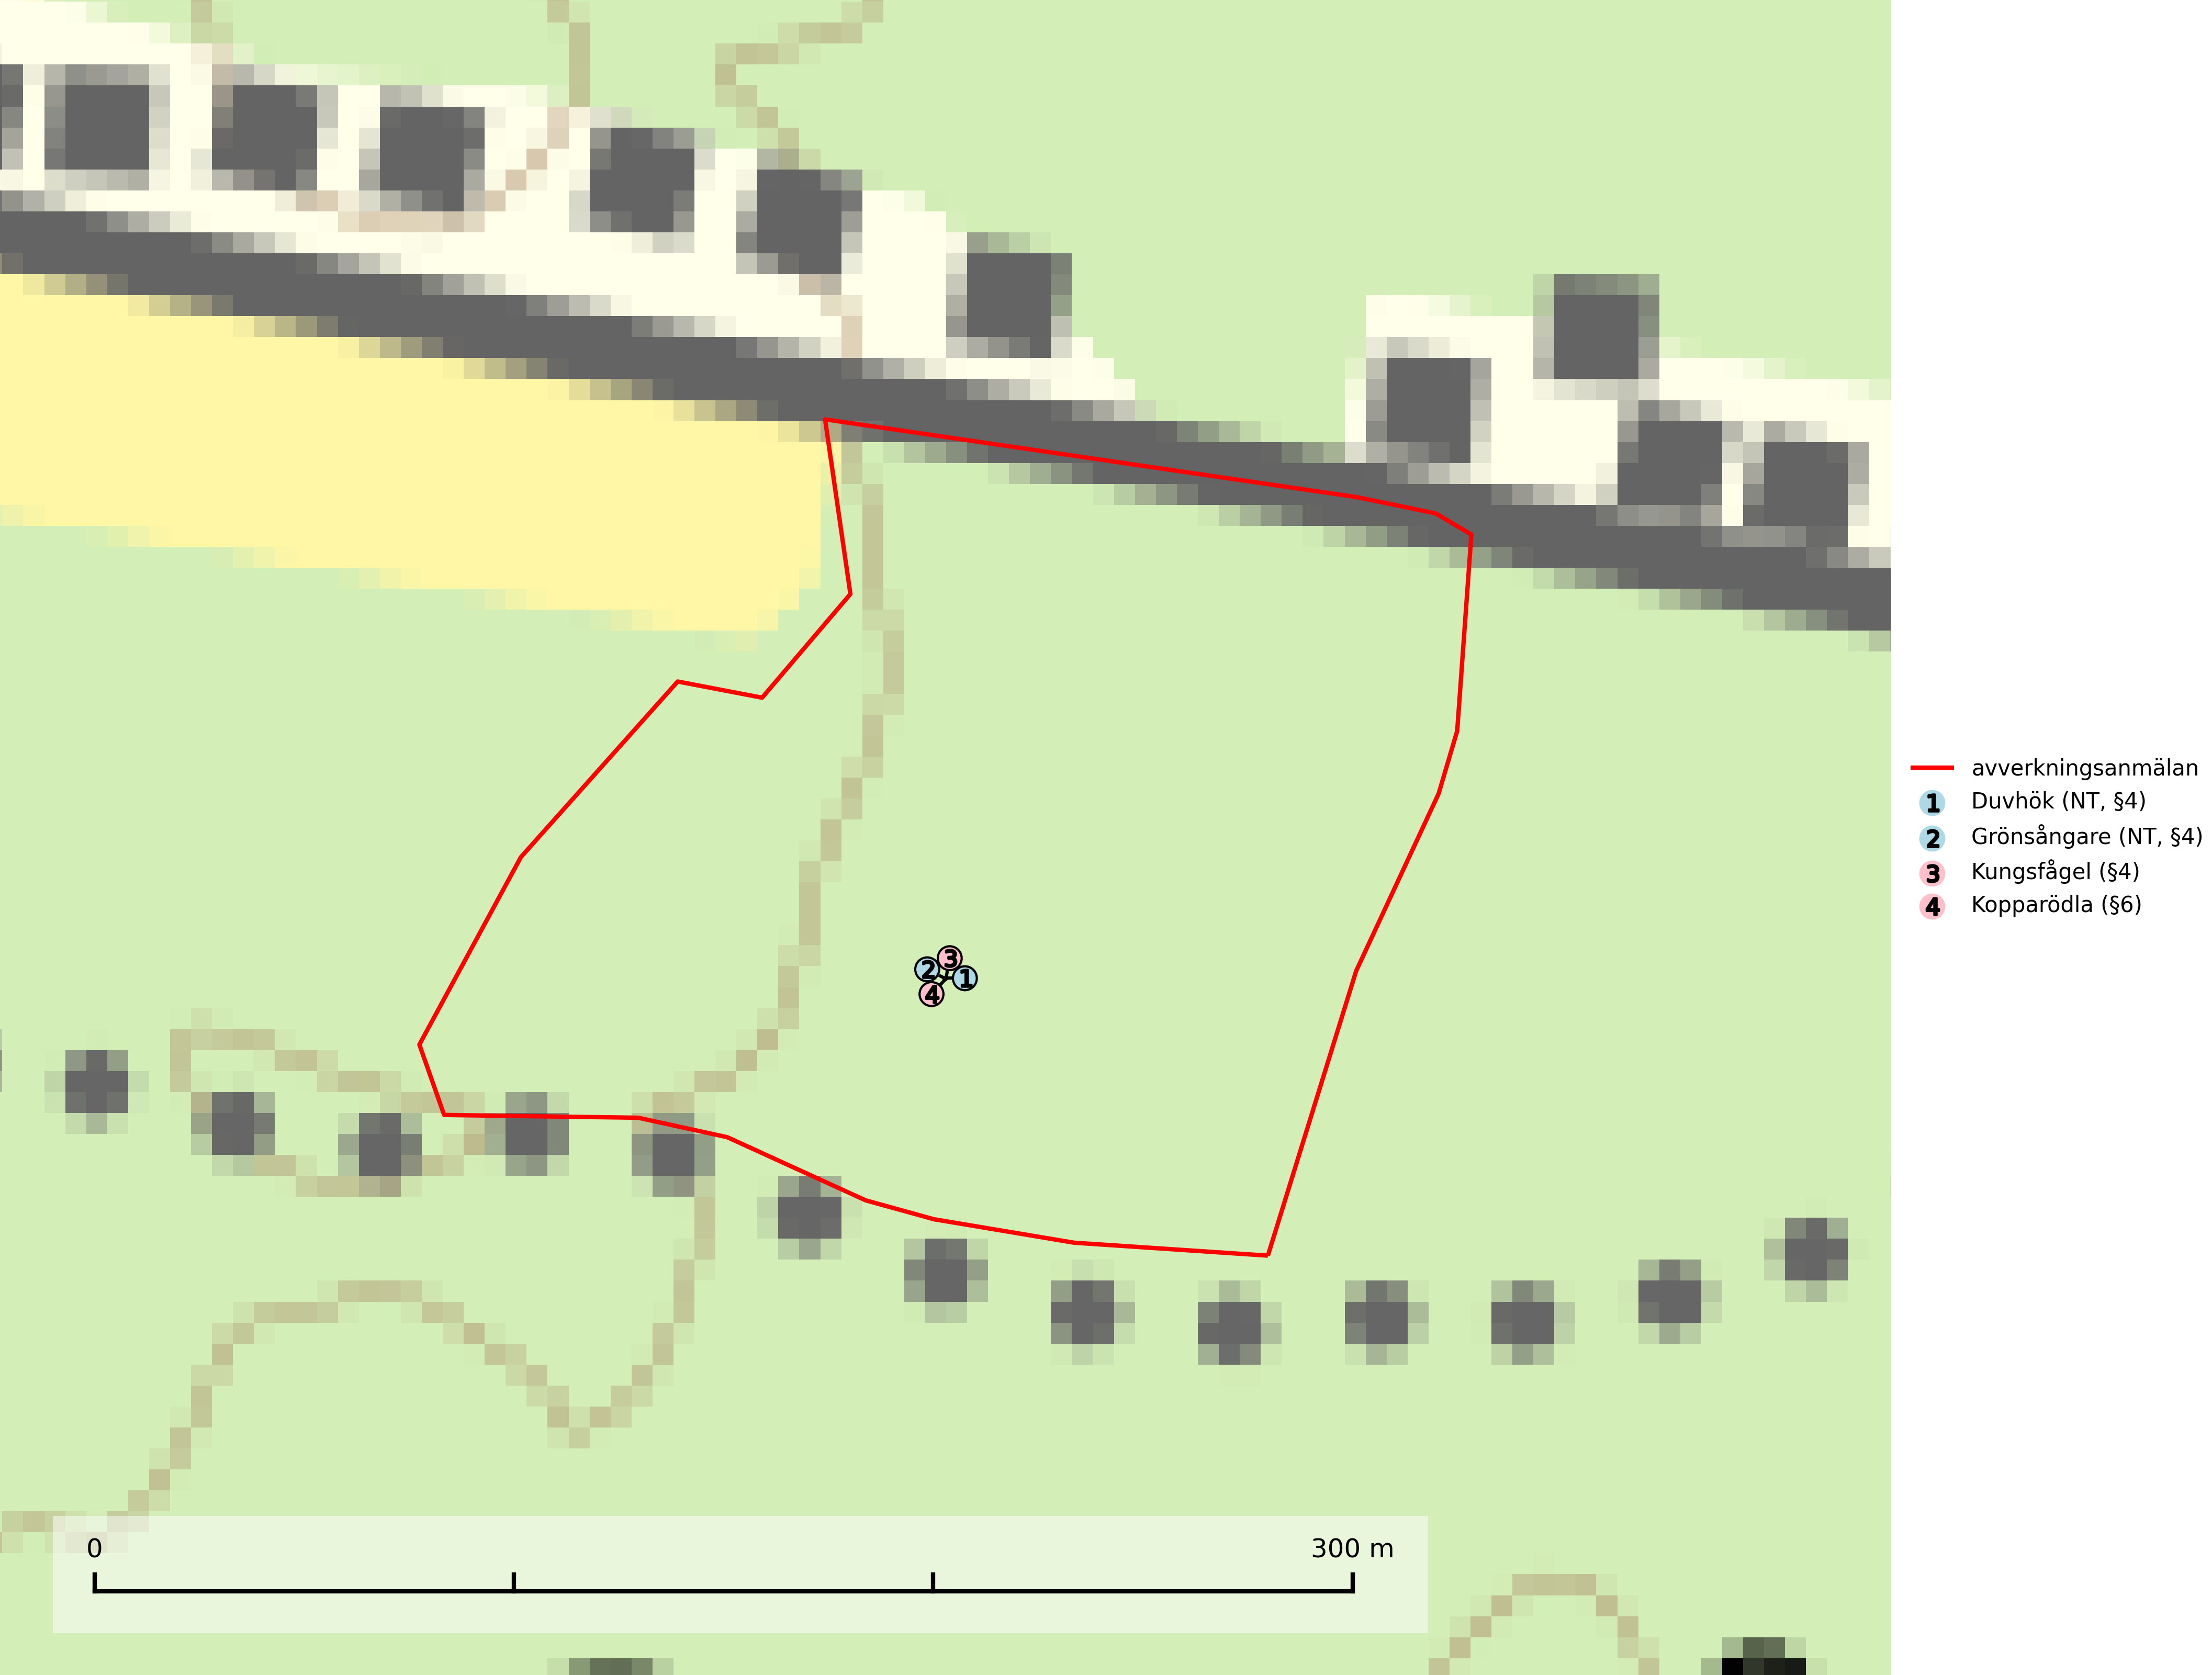 avverkningsanmälan
1 Duvhök (NT, §4)
2 Grönsångare (NT, §4)
3 Kungsfågel (§4)
4 Kopparödla (§6)
3
2 1
4
0 300 m